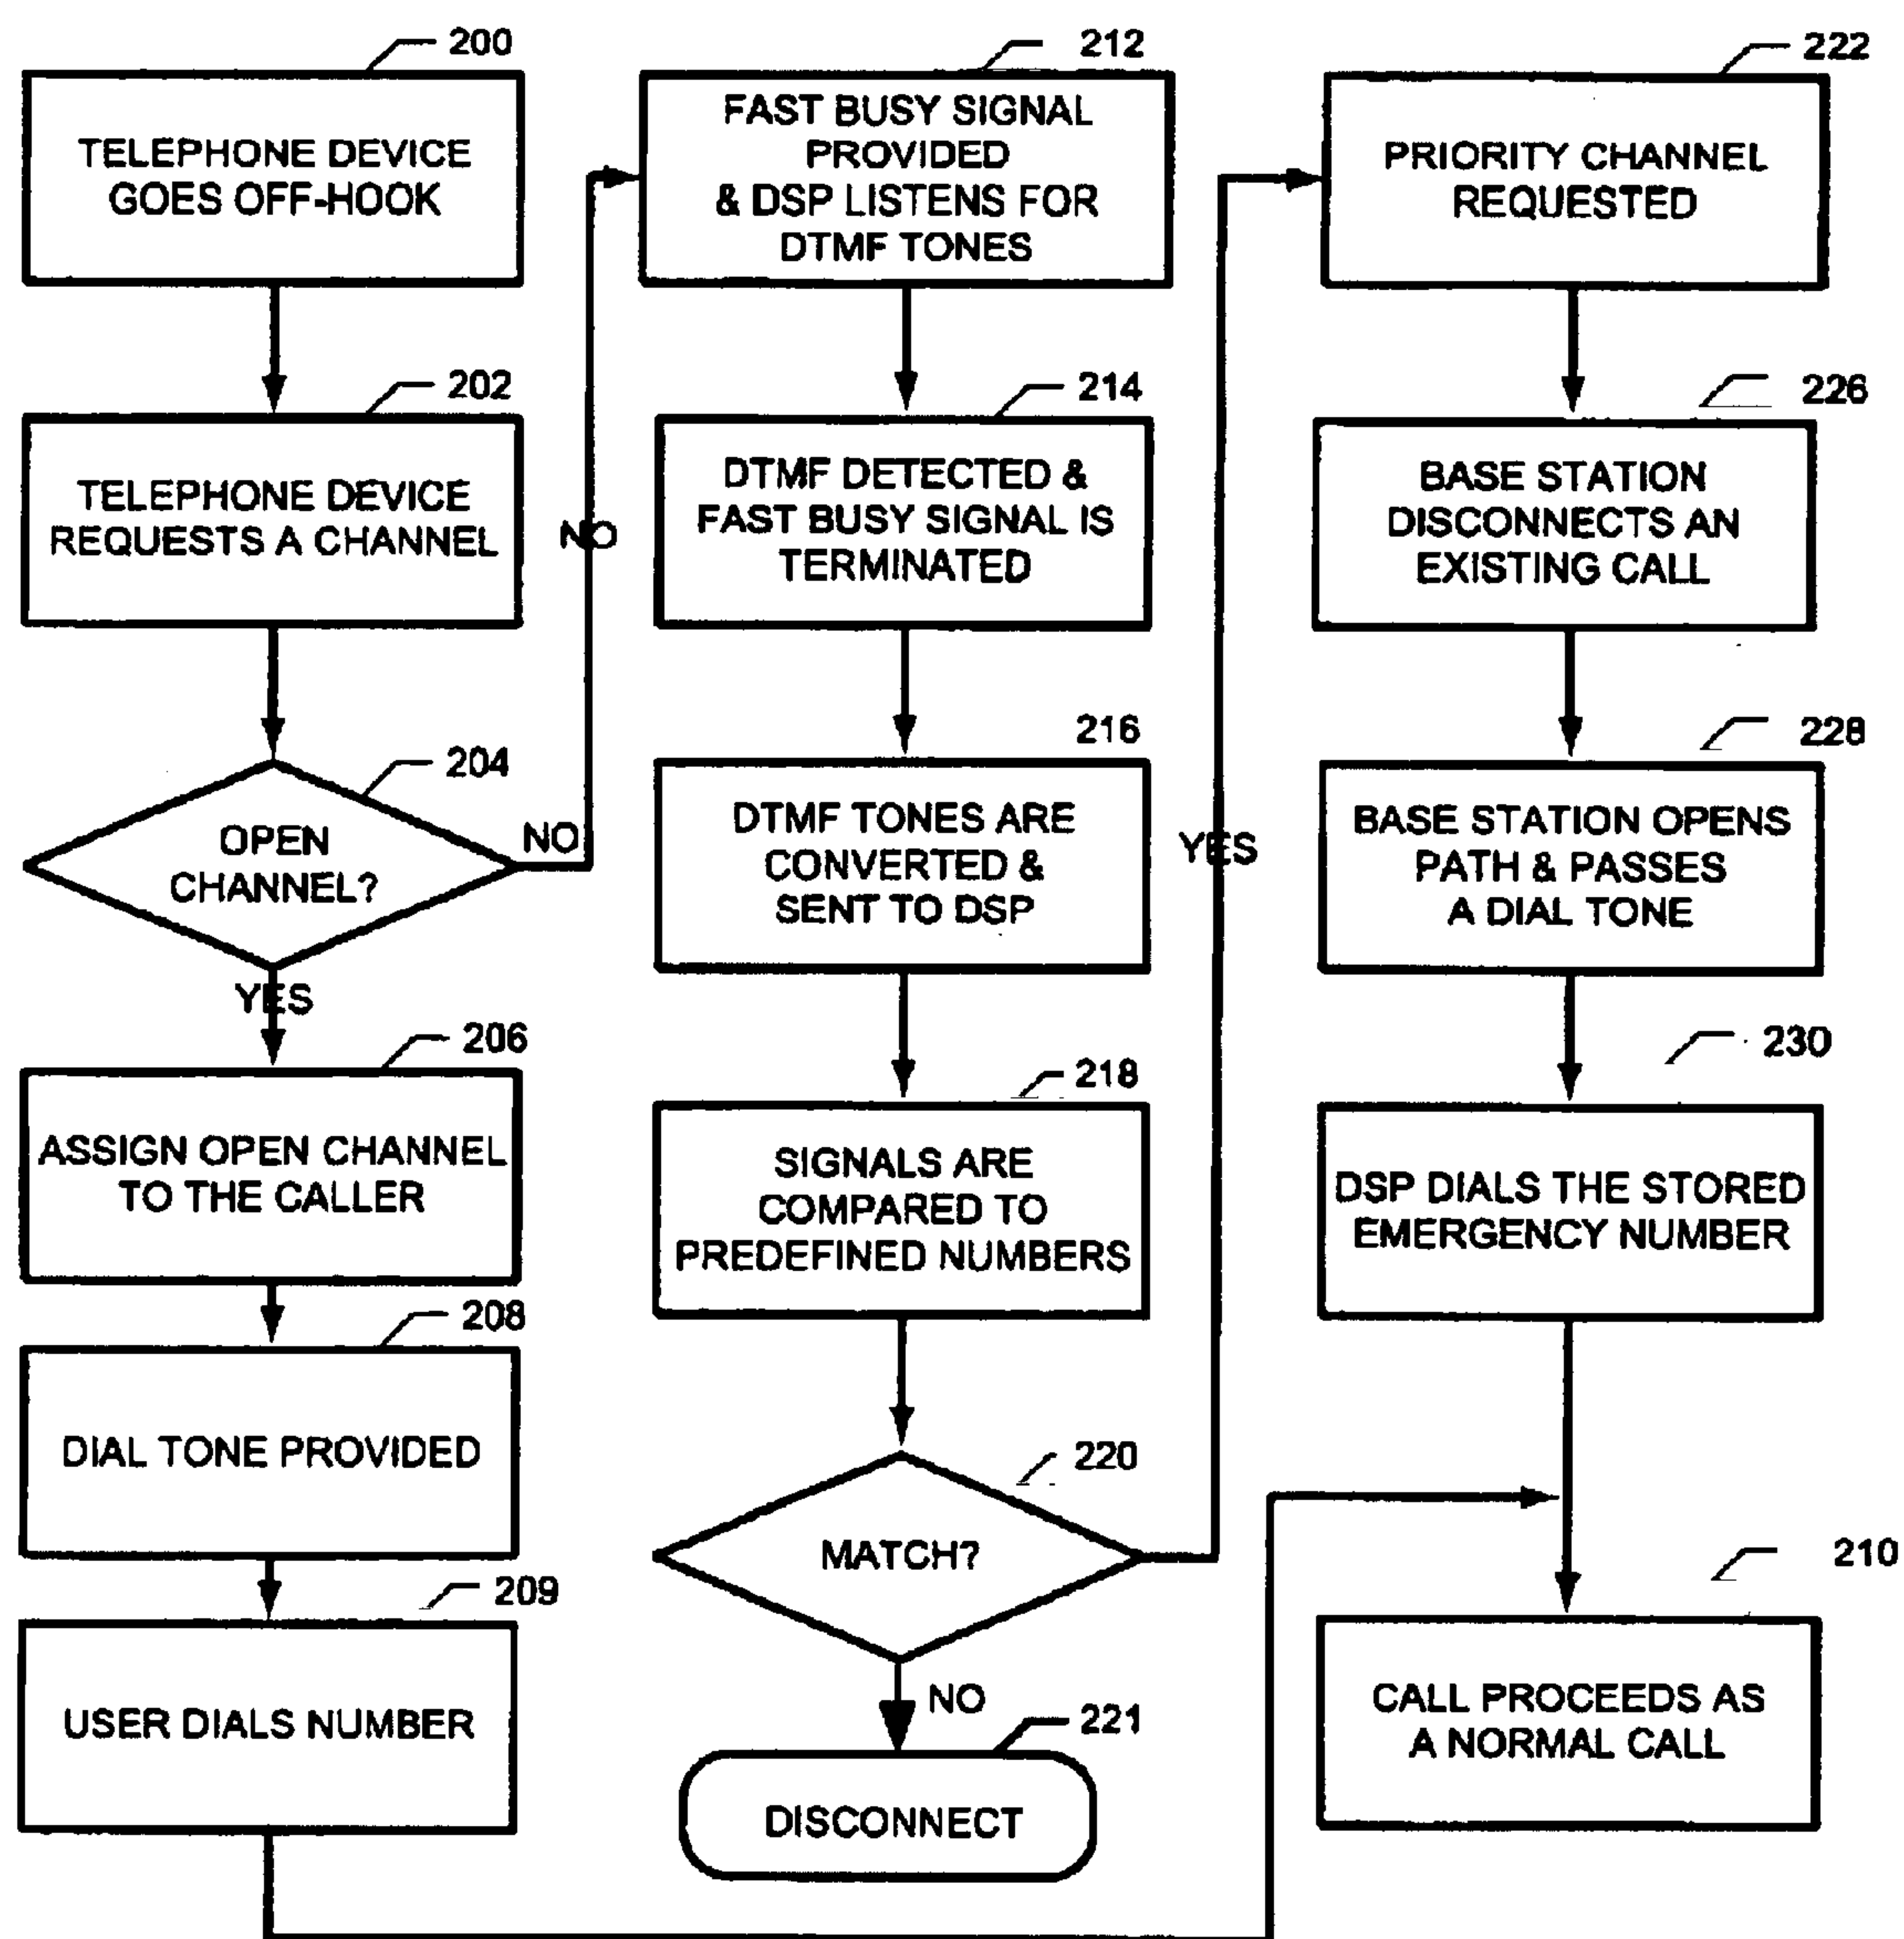 200
TELEPHONE DEVICE
GOES OFF-HOOK
202
TELEPHONE DEVICE
REQUESTS A CHANNEL
204
OPEN
CHANNEL?
NO
NO
YES
206
ASSIGN OPEN CHANNEL
TO THE CALLER
208
DIAL TONE PROVIDED
209
USER DIALS NUMBER
212
FAST BUSY SIGNAL
PROVIDED
& DSP LISTENS FOR
DTMF TONES
214
DTMF DETECTED &
FAST BUSY SIGNAL IS
TERMINATED
216
DTMF TONES ARE
CONVERTED &
SENT TO DSP
218
SIGNALS ARE
COMPARED TO
PREDEFINED NUMBERS
220
MATCH?
YES
NO
221
DISCONNECT
222
PRIORITY CHANNEL
REQUESTED
226
BASE STATION
DISCONNECTS AN
EXISTING CALL
228
BASE STATION OPENS
PATH & PASSES
A DIAL TONE
230
DSP DIALS THE STORED
EMERGENCY NUMBER
210
CALL PROCEEDS AS
A NORMAL CALL